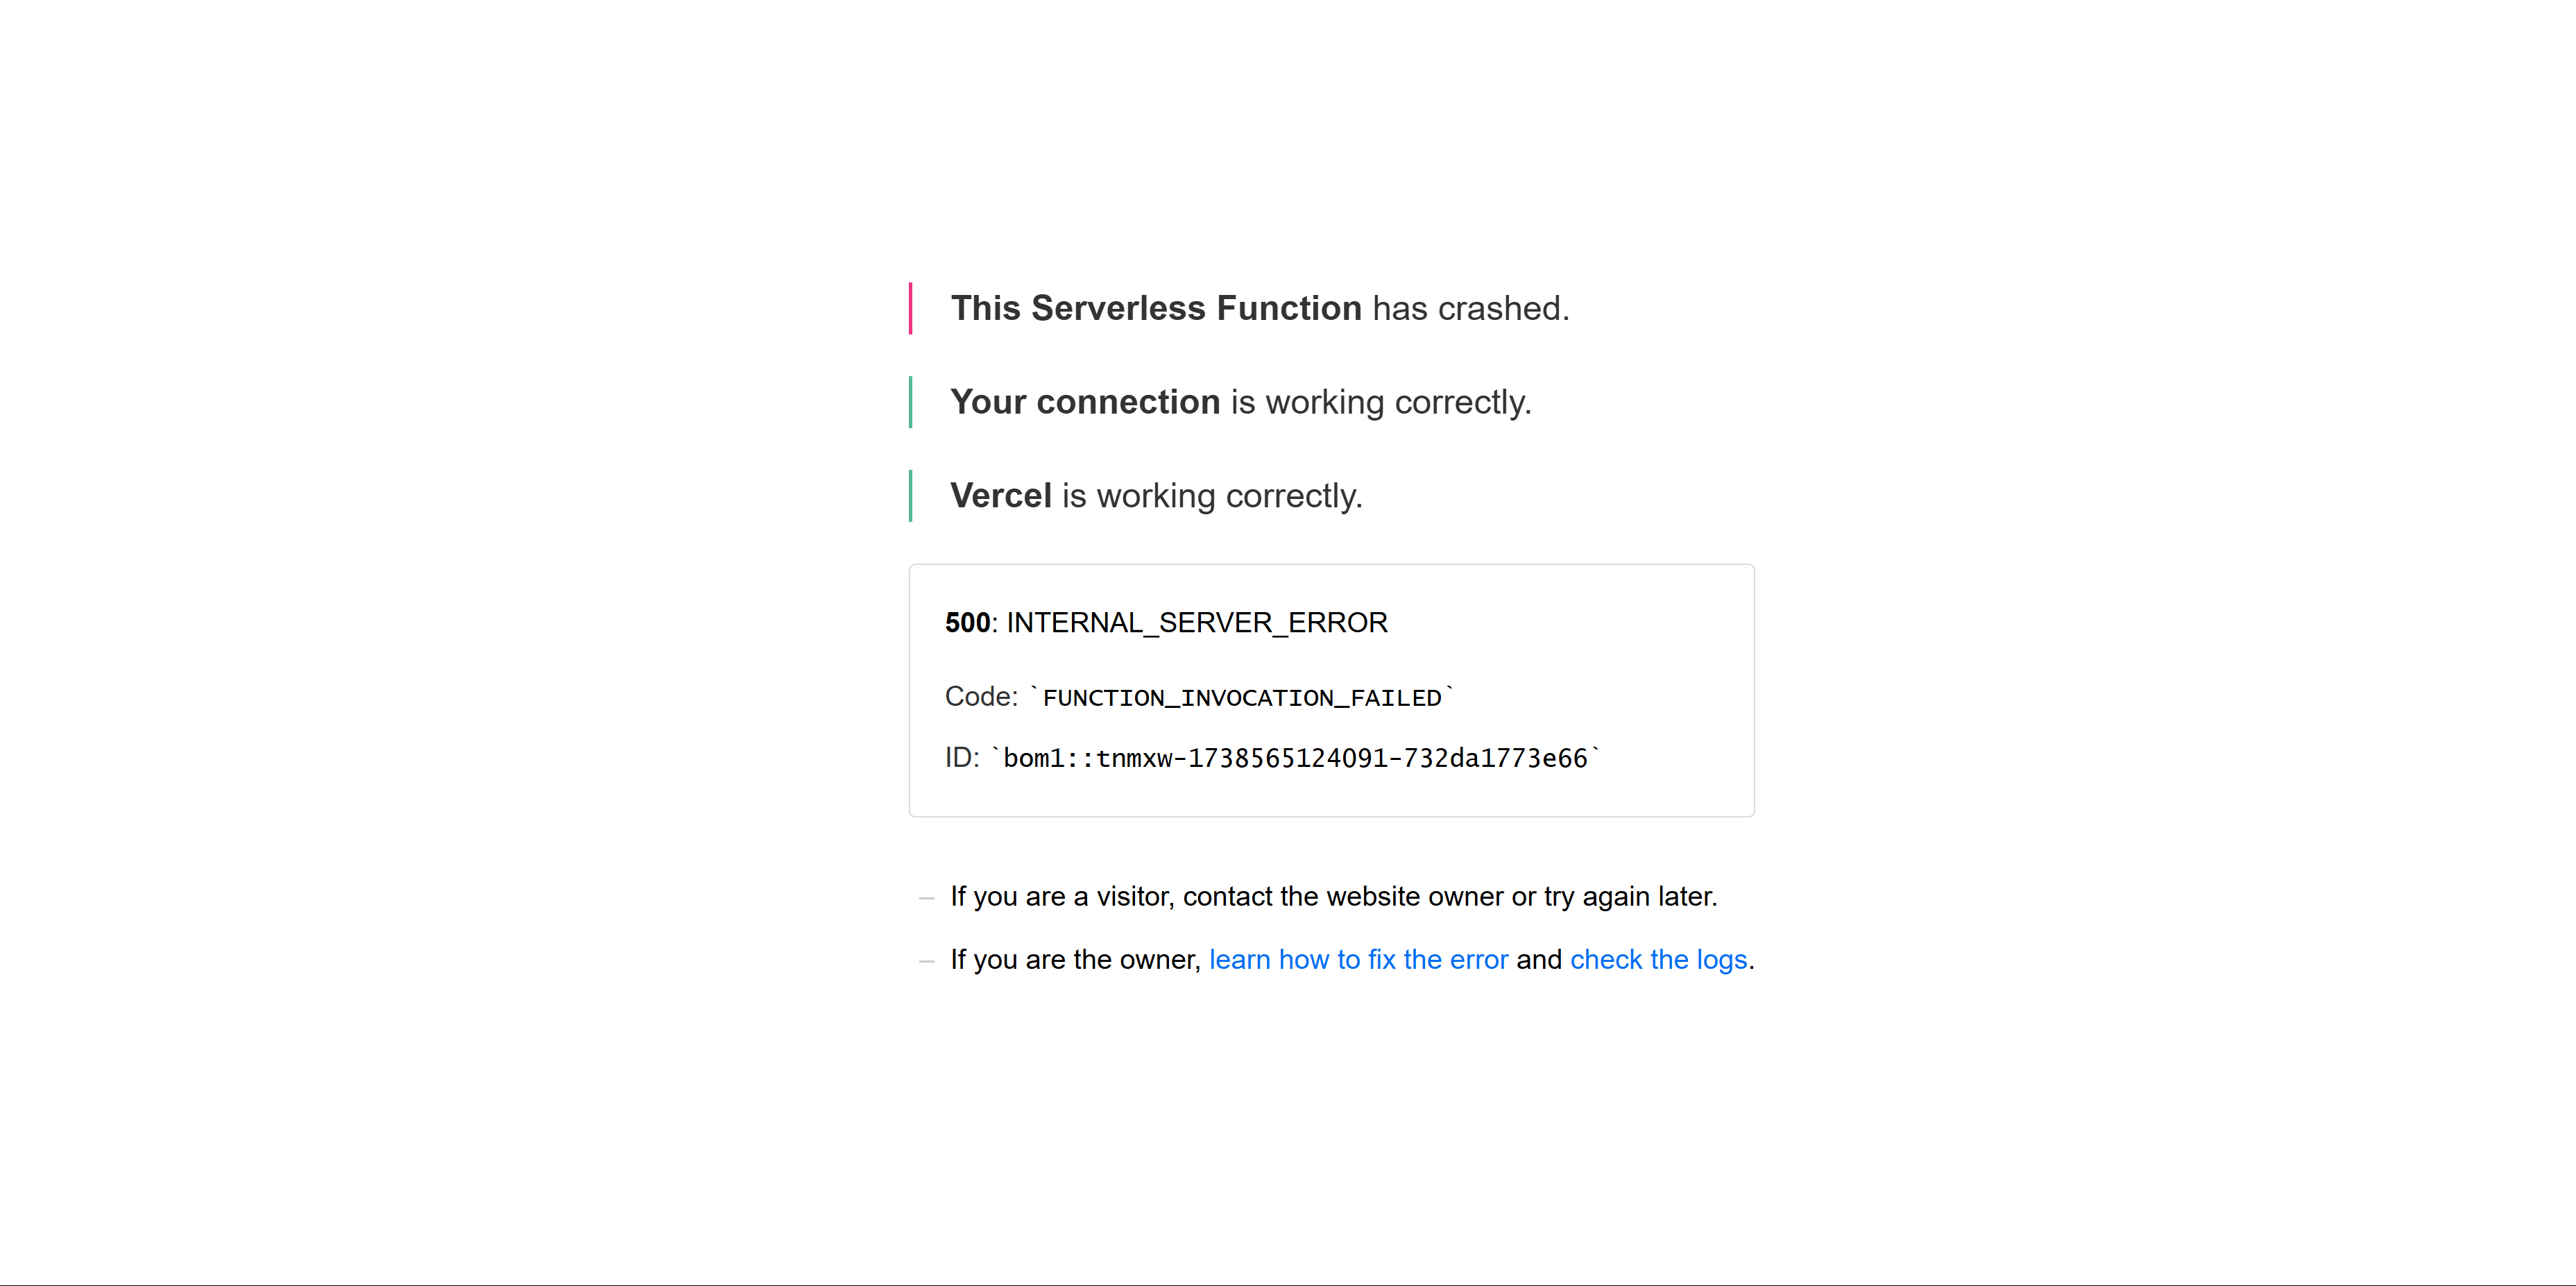 This Serverless Function has crashed.
Your connection is working correctly.
Vercel is working correctly.
500: INTERNAL_SERVER_ERROR
Code: `FUNCTION_INVOCATION_FAILED`
ID: `bom1::tnmxw-1738565124091-732da1773e66`
– If you are a visitor, contact the website owner or try again later.
– If you are the owner, learn how to fix the error and check the logs.